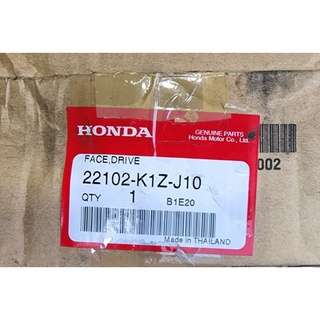 HONDA
GENUINE PARTS
Honda Motor Co., Ltd.
002
FACE,DRIVE
22102-K1Z-J10
QTY 1 B1E20
Made in THAILAND